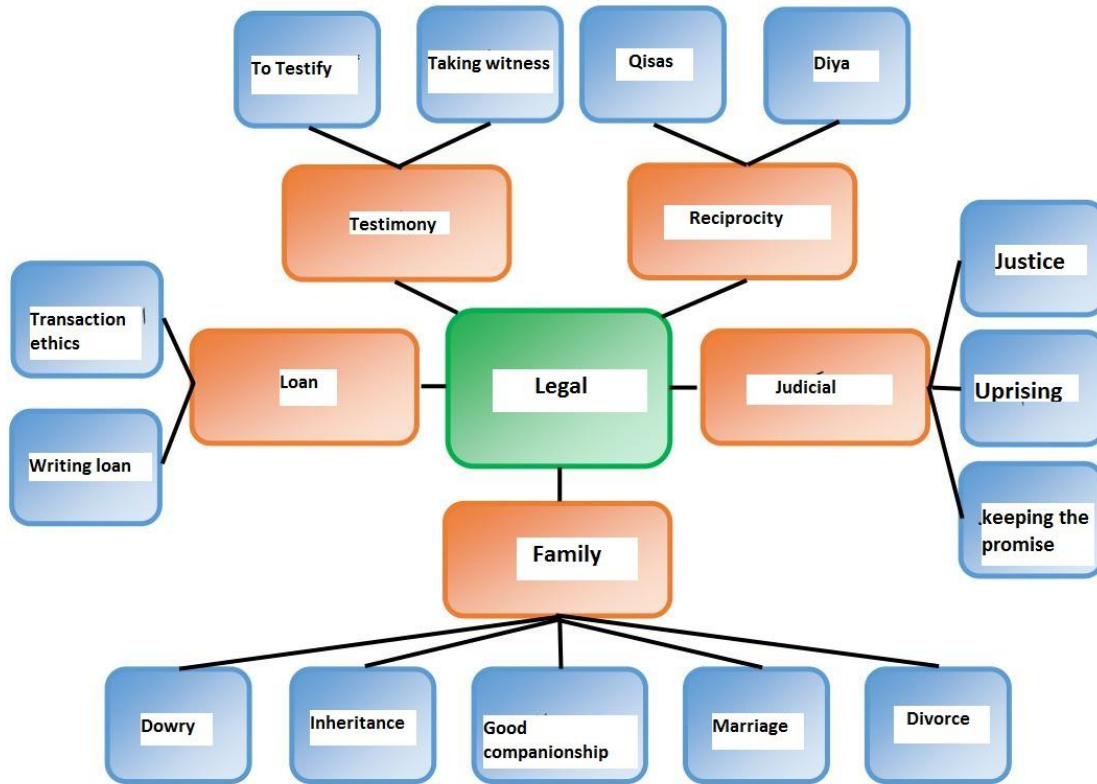 To Testify
Taking witness
Qisas
Diya
Testimony
Reciprocity
Justice
Transaction
ethics
Loan
Legal
Judicial
Uprising
Writing loan
keeping the
promise
Family
Dowry
Inheritance
Good
companionship
Marriage
Divorce